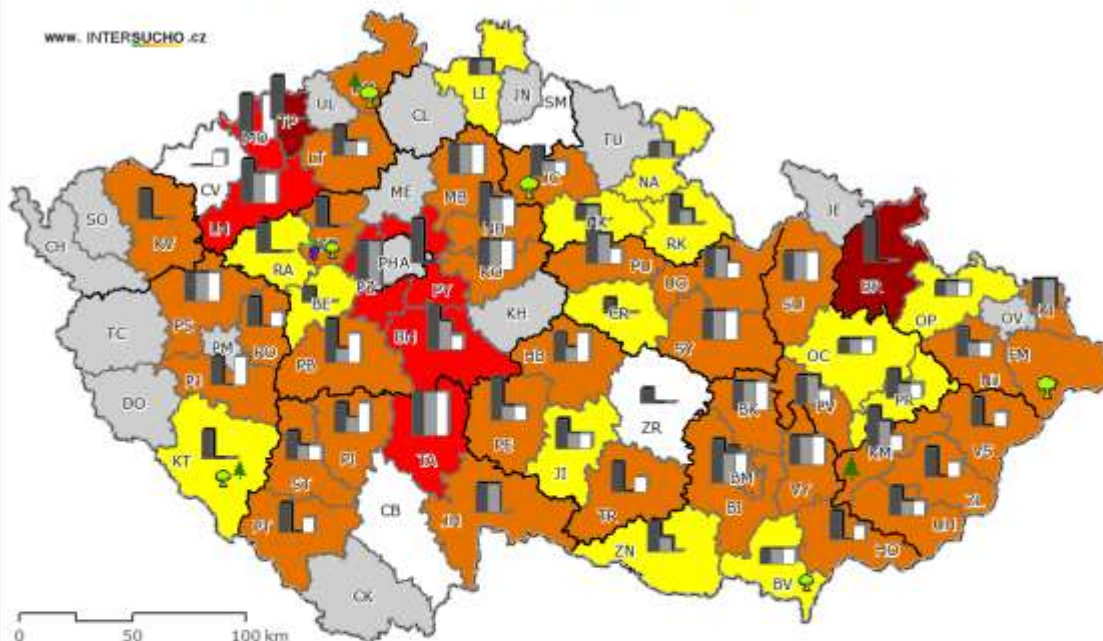 www. INTERSUCHO .cz
LI
JN
SM
UL
CL
TU
MO
TP
LT
CV
ME
MB
JC
NA
SO
LN
NB
RK
JE
CH
KV
RA
PHA
KO
PU
UO
SU
BR
PZ
PY
BE
KH
CR
OP
OV
KI
TC
PS
RO
PM
PB
BN
HB
SY
OC
FM
NJ
PJ
DO
BK
PV
PR
PE
ZR
KM
VS
KT
PI
TA
JI
BM
VY
ST
CB
TR
BI
ZL
UH
PT
JH
ZN
HO
BV
CK
0 50 100 km